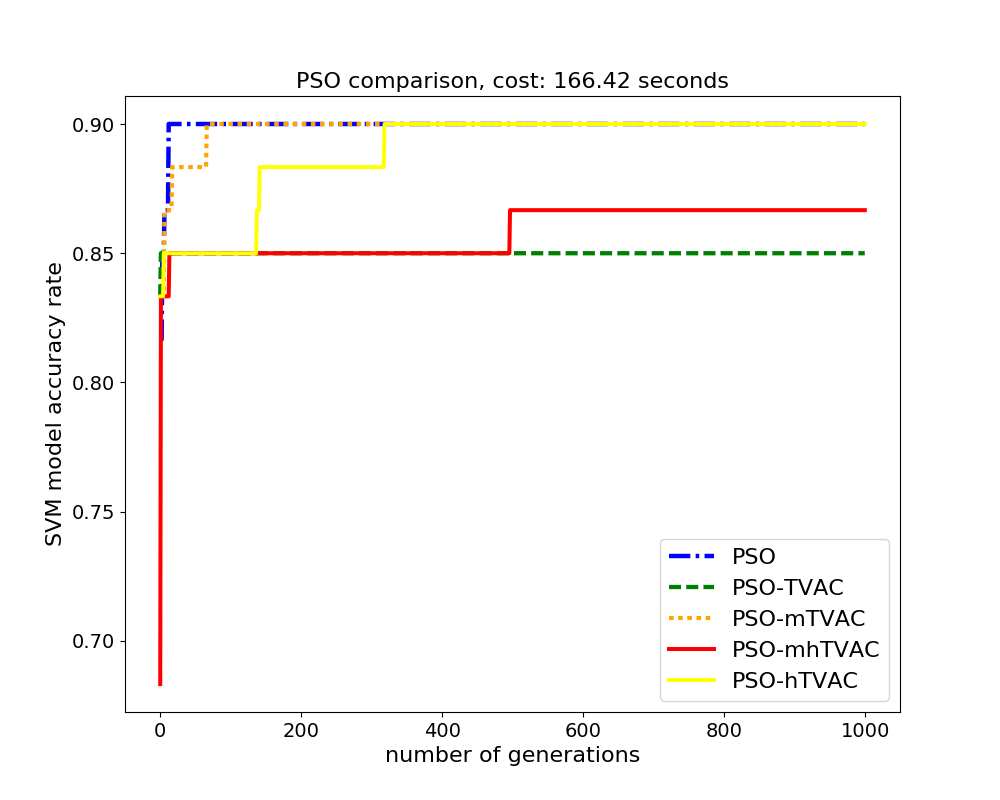 PSO comparison, cost: 166.42 seconds
SVM model accuracy rate
0.90
0.85
0.80
0.75
0.70
0
200
400
600
800
1000
number of generations
PSO
PSO-TVAC
PSO-mTVAC
PSO-mhTVAC
PSO-hTVAC